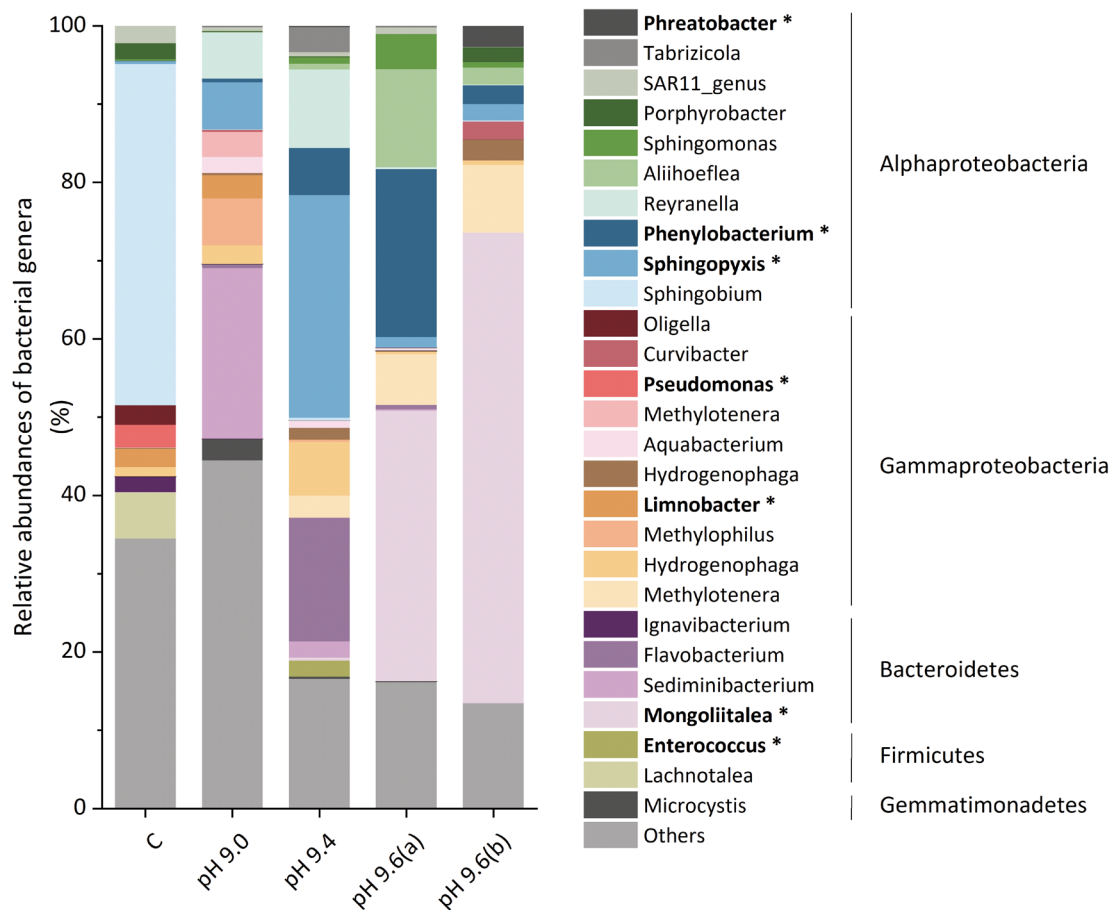 Relative abundances of bacterial genera
(%)
100
80
60
40
20
0
C
pH 9.0
pH 9.4
pH 9.6(a)
pH 9.6(b)
Phreatobacter *
Tabrizicola
SAR11_genus
Porphyrobacter
Sphingomonas
Aliihoeflea
Reyranella
Phenylobacterium *
Sphingopyxis *
Sphingobium
Oligella
Curvibacter
Pseudomonas *
Methylotenera
Aquabacterium
Hydrogenophaga
Limnobacter *
Methylophilus
Hydrogenophaga
Methylotenera
Ignavibacterium
Flavobacterium
Sediminibacterium
Mongoliitalea *
Enterococcus *
Lachnotalea
Microcystis
Others
Alphaproteobacteria
Gammaproteobacteria
Bacteroidetes
Firmicutes
Gemmatimonadetes